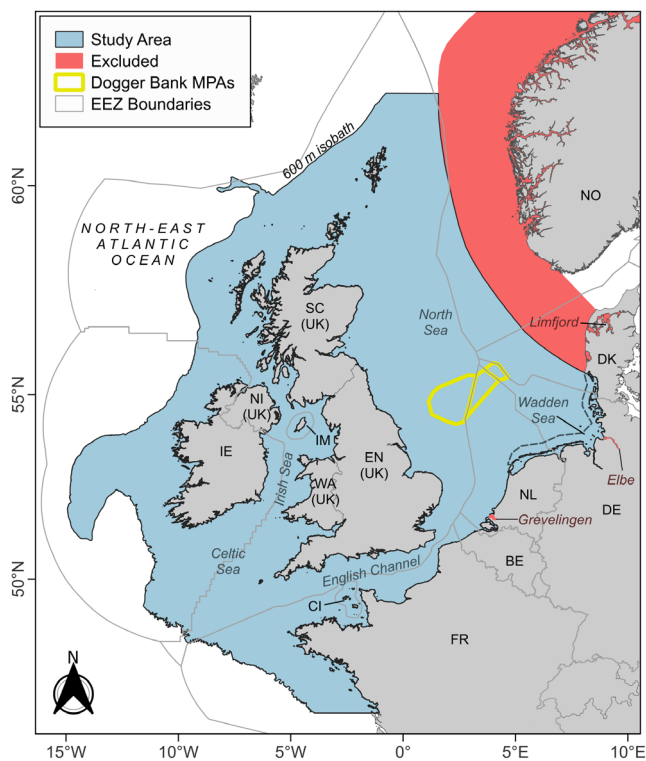 Study Area
Excluded
Dogger Bank MPAs
EEZ Boundaries
600 m isobath
60°N
NO
NORTH-EAST
ATLANTIC
OCEAN
SC
(UK)
North
Sea
Limfjord
DK
55°N
NI
(UK)
Wadden
Sea
IM
IE
EN
(UK)
Irish Sea
WA
(UK)
Elbe
NL
DE
Grevelingen
Celtic
Sea
English Channel
BE
50°N
CI
FR
N
15°W
10°W
5°W
0°
5°E
10°E